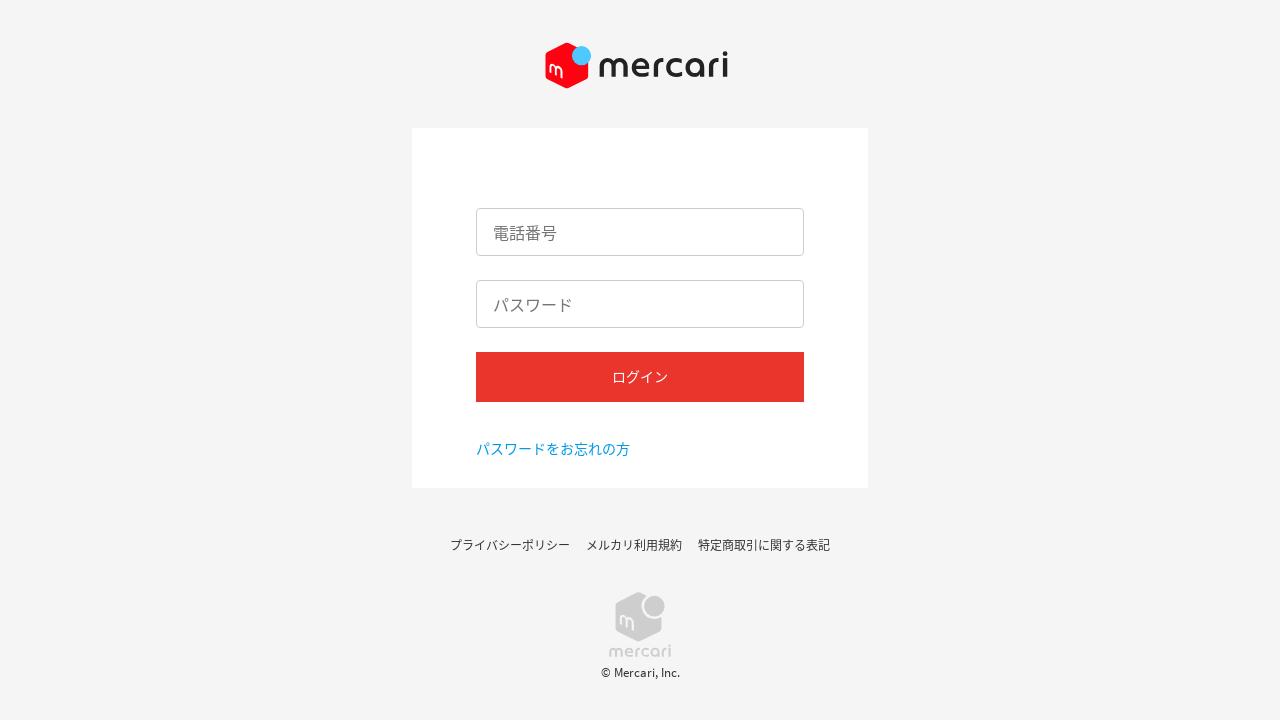 m mercari
電話番号
パスワード
ログイン
パスワードをお忘れの方
プライバシーポリシー メルカリ利用規約 特定商取引に関する表記
m
mercari
© Mercari, Inc.